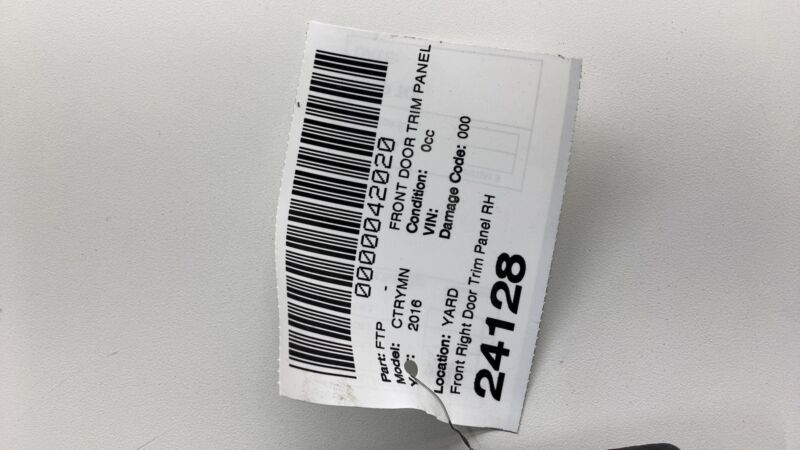 0000042020
Part: FTP - FRONT DOOR TRIM PANEL
Model: CTRYMN Condition: 0cc
2016 VIN:
Damage Code: 000
Location: YARD
Front Right Door Trim Panel RH
24128